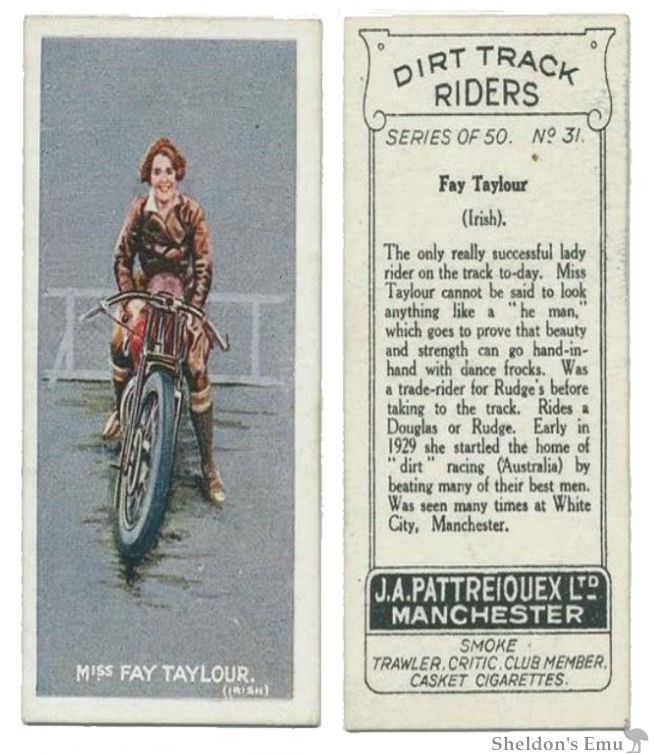 MISS FAY TAYLOUR.
(IRISH)
DIRT TRACK
RIDERS
SERIES OF 50. Nº 31.
Fay Taylour
(Irish).
The only really successful lady
rider on the track to-day. Miss
Taylour cannot be said to look
anything like a "he man,"
which goes to prove that beauty
and strength can go hand-in-
hand with dance frocks. Was
a trade-rider for Rudge's before
taking to the track. Rides a
Douglas or Rudge. Early in
1929 she startled the home of
"dirt" racing (Australia) by
beating many of their best men.
Was seen many times at White
City, Manchester.
J.A. PATTREIOUEX LTD
MANCHESTER
SMOKE
TRAWLER, CRITIC, CLUB MEMBER,
CASKET CIGARETTES.
Sheldon's Emu